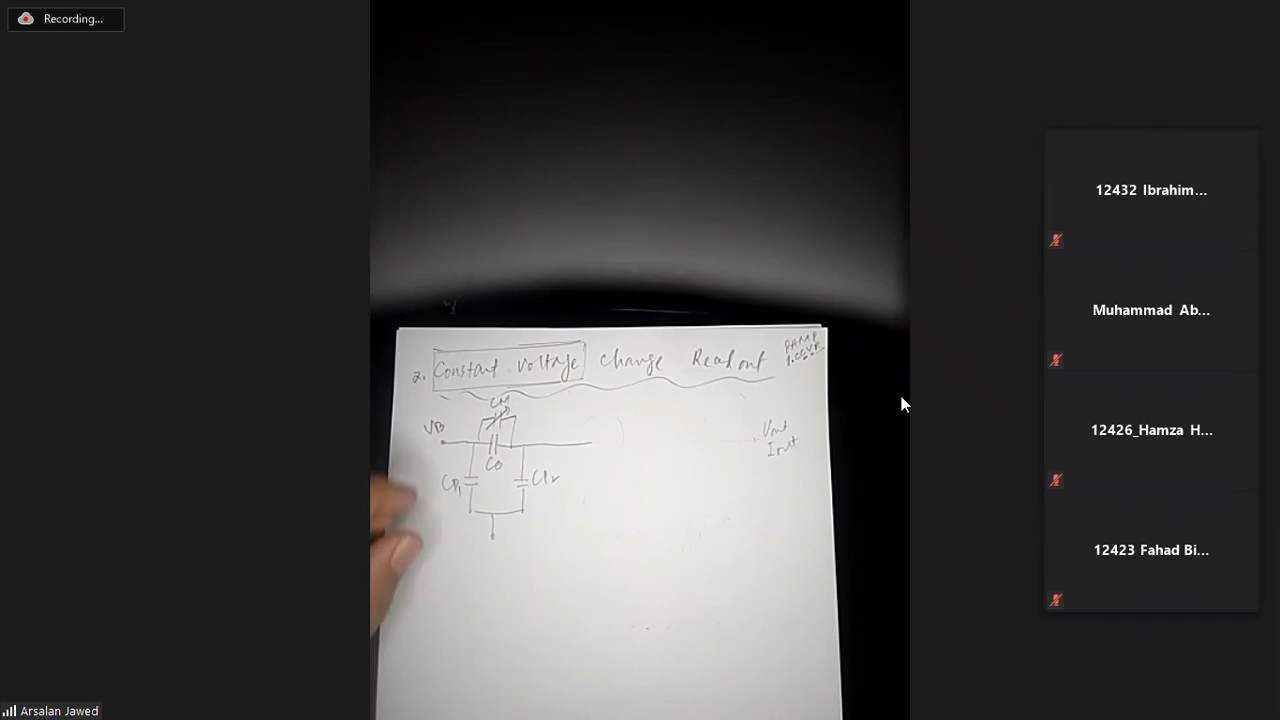 Recording...
2. Constant voltage Change Readout
CM
VB
C0
CP1
CP2
Vout
Iout
12432 Ibrahim...
Muhammad Ab...
12426_Hamza H...
12423 Fahad Bi...
Arsalan Jawed